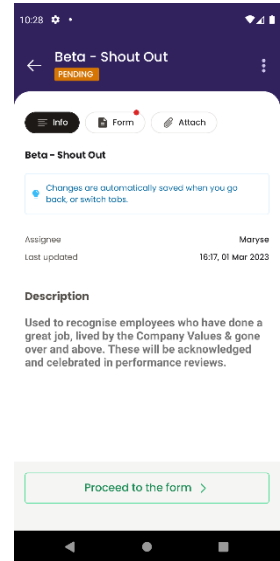 10:28
Beta - Shout Out
PENDING
Info Form Attach
Beta - Shout Out
Changes are automatically saved when you go
back, or switch tabs.
Assignee Maryse
Last updated 16:17, 01 Mar 2023
Description
Used to recognise employees who have done a
great job, lived by the Company Values & gone
over and above. These will be acknowledged
and celebrated in performance reviews.
Proceed to the form